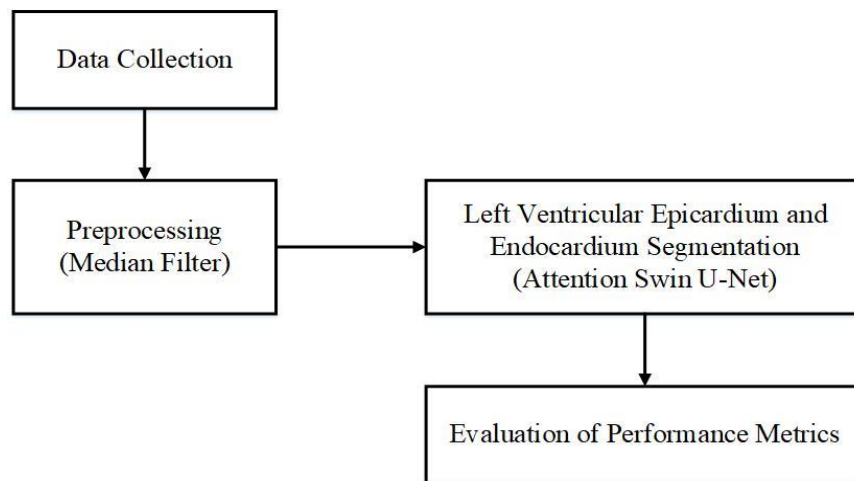 Data Collection
Preprocessing
(Median Filter)
Left Ventricular Epicardium and
Endocardium Segmentation
(Attention Swin U-Net)
Evaluation of Performance Metrics